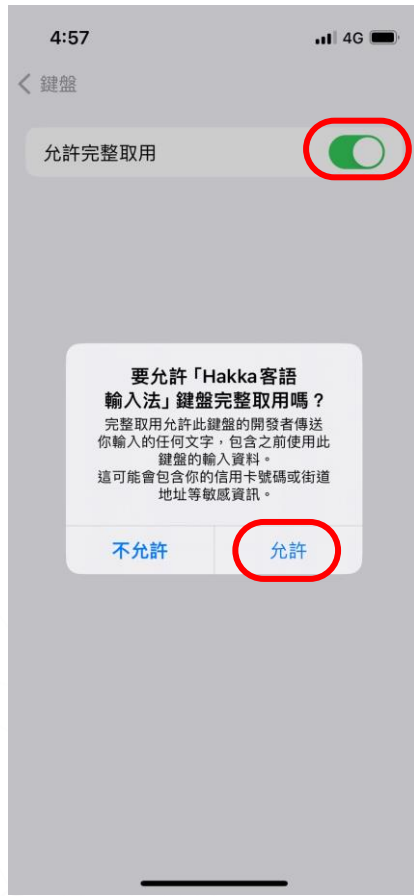 4:57
4G
鍵盤
允許完整取用
要允許「Hakka客語
輸入法」鍵盤完整取用嗎？
完整取用允許此鍵盤的開發者傳送
你輸入的任何文字，包含之前使用此
鍵盤的輸入資料。
這可能會包含你的信用卡號碼或街道
地址等敏感資訊。
不允許
允許